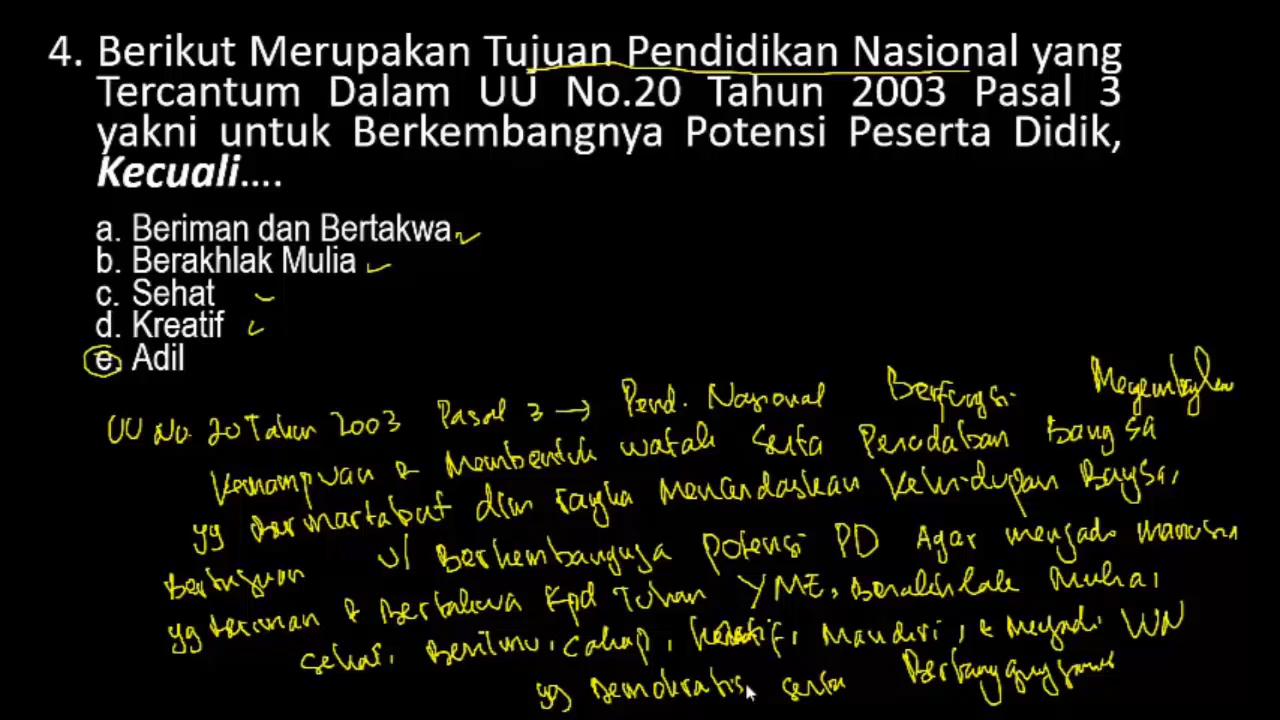 4. Berikut Merupakan Tujuan Pendidikan Nasional yang
Tercantum Dalam UU No.20 Tahun 2003 Pasal 3
yakni untuk Berkembangnya Potensi Peserta Didik,
Kecuali....
a. Beriman dan Bertakwa
b. Berakhlak Mulia
c. Sehat
d. Kreatif
e. Adil
UU No. 20 Tahun 2003 Pasal 3 → Pend. Nasional Berfungsi
Kemampuan & Membentuk watak serta Peradaban Bangsa
yg Bermartabat dlm rangka Mencerdaskan Kehidupan Bangsa,
Bertujuan u/ Berkembangnya potensi PD Agar menjadi manusia
yg Beriman & Bertakwa Kpd Tuhan YME, Berakhlak Mulia,
sehat, Berilmu, Cakap, kreatif, Mandiri, & Menjadi WN
yg Demokratis serta